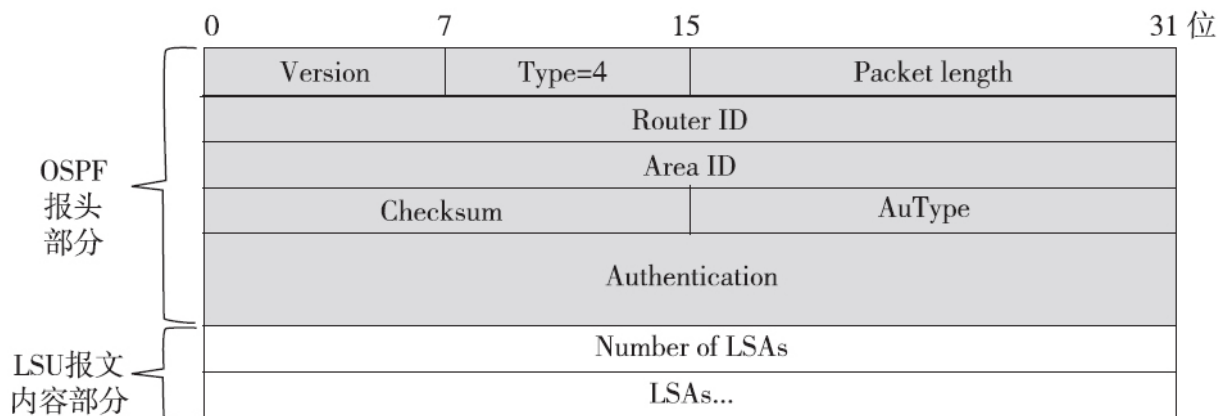 0 7 15 31 位
Version Type=4 Packet length
Router ID
Area ID
OSPF
报头
部分
Checksum AuType
Authentication
Number of LSAs
LSU报文
内容部分
LSAs...